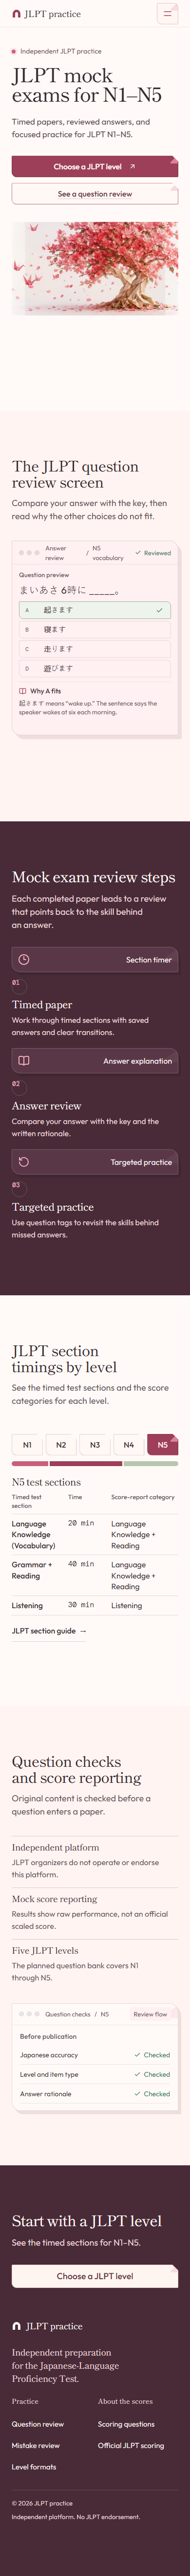 JLPT practice
Independent JLPT practice
JLPT mock
exams for N1–N5
Timed papers, reviewed answers, and
focused practice for JLPT N1–N5.
Choose a JLPT level ↗
See a question review
The JLPT question
review screen
Compare your answer with the key, then
read why the other choices do not fit.
Answer review / N5 vocabulary Reviewed
Question preview
まいあさ 6時に _____。
A 起きます
B 寝ます
C 走ります
D 遊びます
Why A fits
起きます means "wake up." The sentence says the
speaker wakes at six each morning.
Mock exam review steps
Each completed paper leads to a review
that points back to the skill behind
an answer.
Section timer
01
Timed paper
Work through timed sections with saved
answers and clear transitions.
Answer explanation
02
Answer review
Compare your answer with the key and the
written rationale.
Targeted practice
03
Targeted practice
Use question tags to revisit the skills behind
missed answers.
JLPT section
timings by level
See the timed test sections and the score
categories for each level.
N1 N2 N3 N4 N5
N5 test sections
Timed test section Time Score-report category
Language Knowledge (Vocabulary) 20 min Language Knowledge + Reading
Grammar + Reading 40 min Language Knowledge + Reading
Listening 30 min Listening
JLPT section guide →
Question checks
and score reporting
Original content is checked before a
question enters a paper.
Independent platform
JLPT organizers do not operate or endorse
this platform.
Mock score reporting
Results show raw performance, not an official
scaled score.
Five JLPT levels
The planned question bank covers N1
through N5.
Question checks / N5 Review flow
Before publication
Japanese accuracy Checked
Level and item type Checked
Answer rationale Checked
Start with a JLPT level
See the timed sections for N1–N5.
Choose a JLPT level
JLPT practice
Independent preparation
for the Japanese-Language
Proficiency Test.
Practice About the scores
Question review Scoring questions
Mistake review Official JLPT scoring
Level formats
© 2026 JLPT practice
Independent platform. No JLPT endorsement.